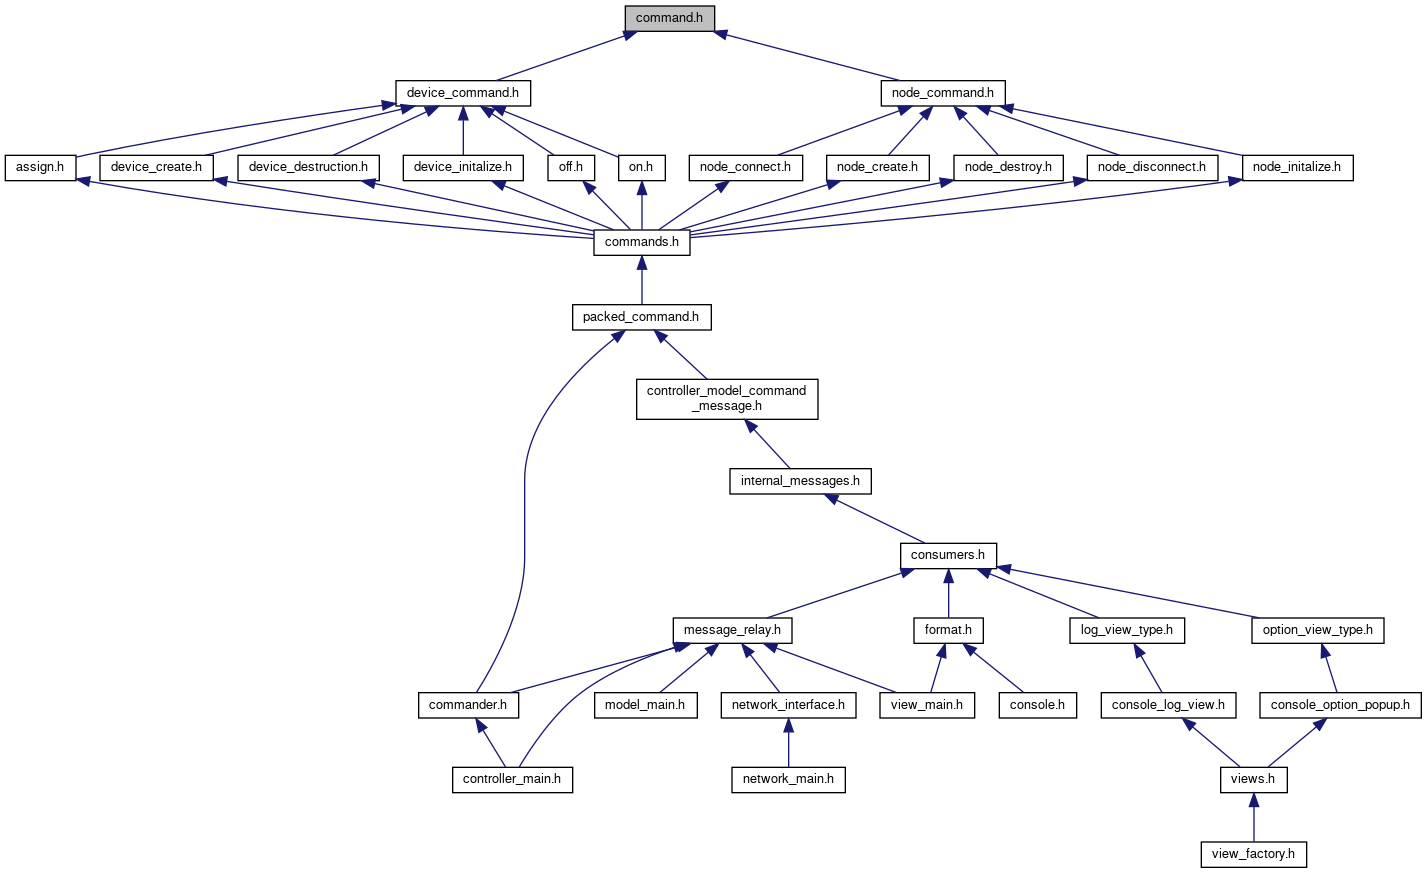 command.h
device_command.h
node_command.h
assign.h
device_create.h
device_destruction.h
device_initalize.h
off.h
on.h
node_connect.h
node_create.h
node_destroy.h
node_disconnect.h
node_initalize.h
commands.h
packed_command.h
controller_model_command
_message.h
internal_messages.h
consumers.h
message_relay.h
format.h
log_view_type.h
option_view_type.h
commander.h
model_main.h
network_interface.h
view_main.h
console.h
console_log_view.h
console_option_popup.h
controller_main.h
network_main.h
views.h
view_factory.h